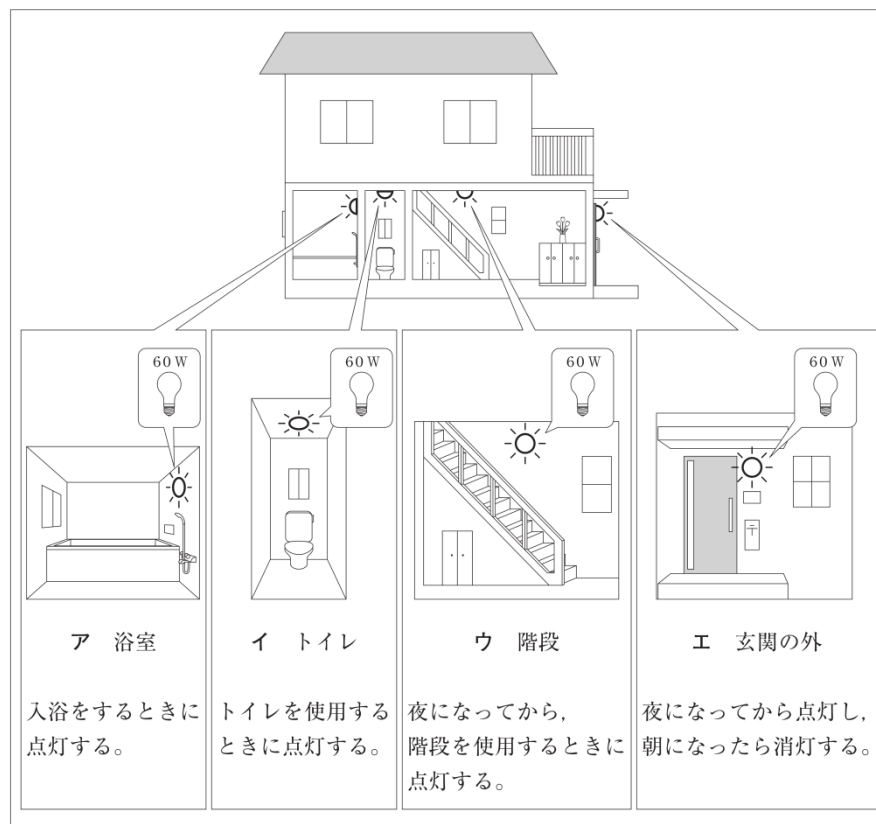 60 W
60 W
60 W
60 W
ア 浴室
イ トイレ
ウ 階段
エ 玄関の外
入浴をするときに
点灯する。
トイレを使用する
ときに点灯する。
夜になってから，
階段を使用するときに
点灯する。
夜になってから点灯し，
朝になったら消灯する。